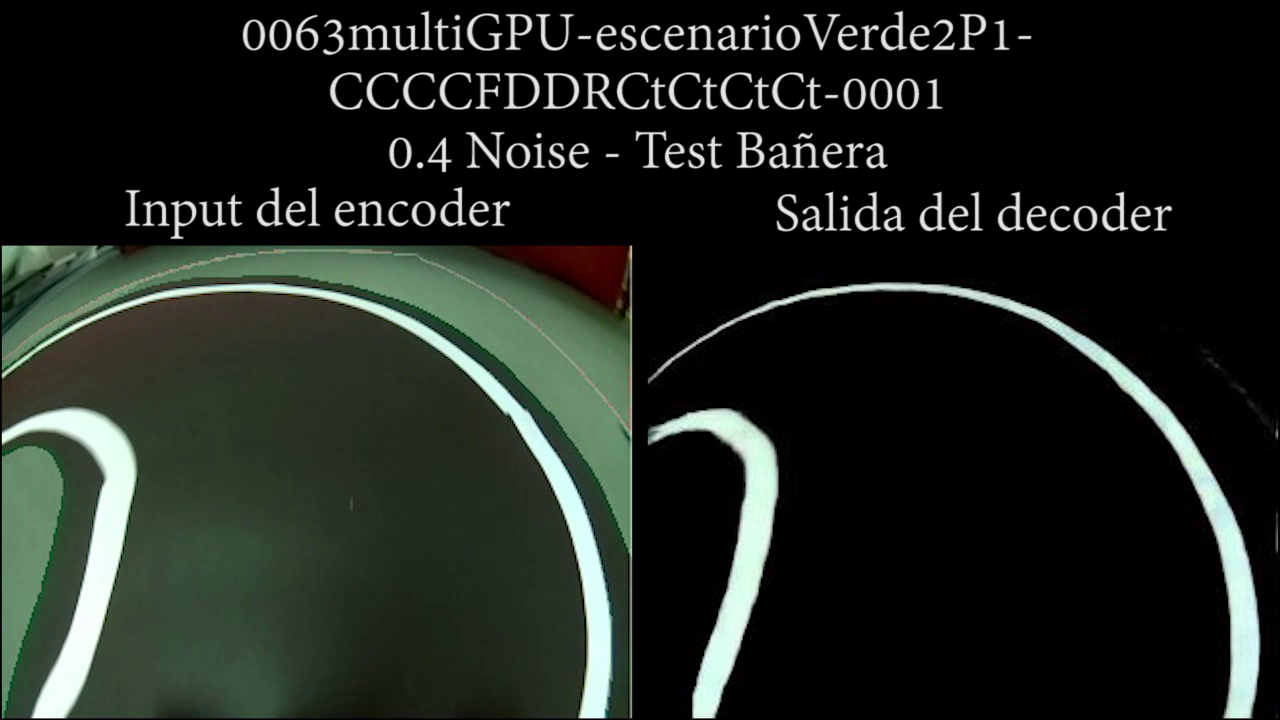 0063multiGPU-escenarioVerde2P1-
CCCCFDDRCtCtCtCt-0001
0.4 Noise - Test Bañera
Input del encoder
Salida del decoder